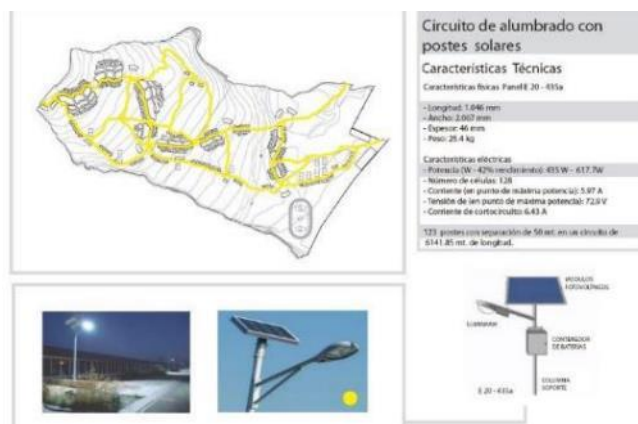 Circuito de alumbrado con
postes solares
Características Técnicas
Características físicas Panel E 20 - 435a
- Longitud: 1.046 mm
- Ancho: 2.067 mm
- Espesor: 46 mm
- Peso: 25.4 kg
Características eléctricas
- Potencia (W - 42% rendimiento): 435 W - 617.7W
- Número de células: 128
- Corriente (en punto de máxima potencia): 5.97 A
- Tensión de (en punto de máxima potencia): 72.9 V
- Corriente de cortocircuito: 6.43 A
123 postes con separación de 50 mt. en un circuito de
6141.85 mt. de longitud.
MODULOS
FOTOVOLTAICOS
LUMINARIA
CONTENEDOR
DE BATERIAS
COLUMNA
SOPORTE
E 20 - 435a